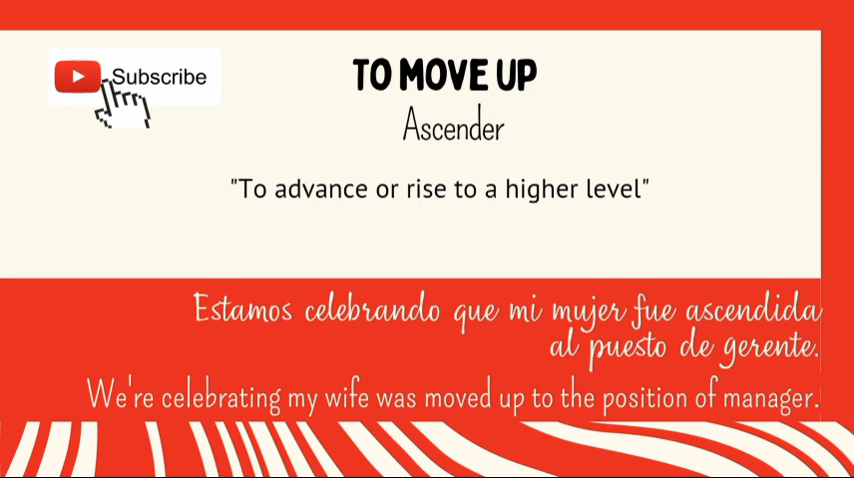 Subscribe
TO MOVE UP
Ascender
"To advance or rise to a higher level"
Estamos celebrando que mi mujer fue ascendida
al puesto de gerente.
We're celebrating my wife was moved up to the position of manager.